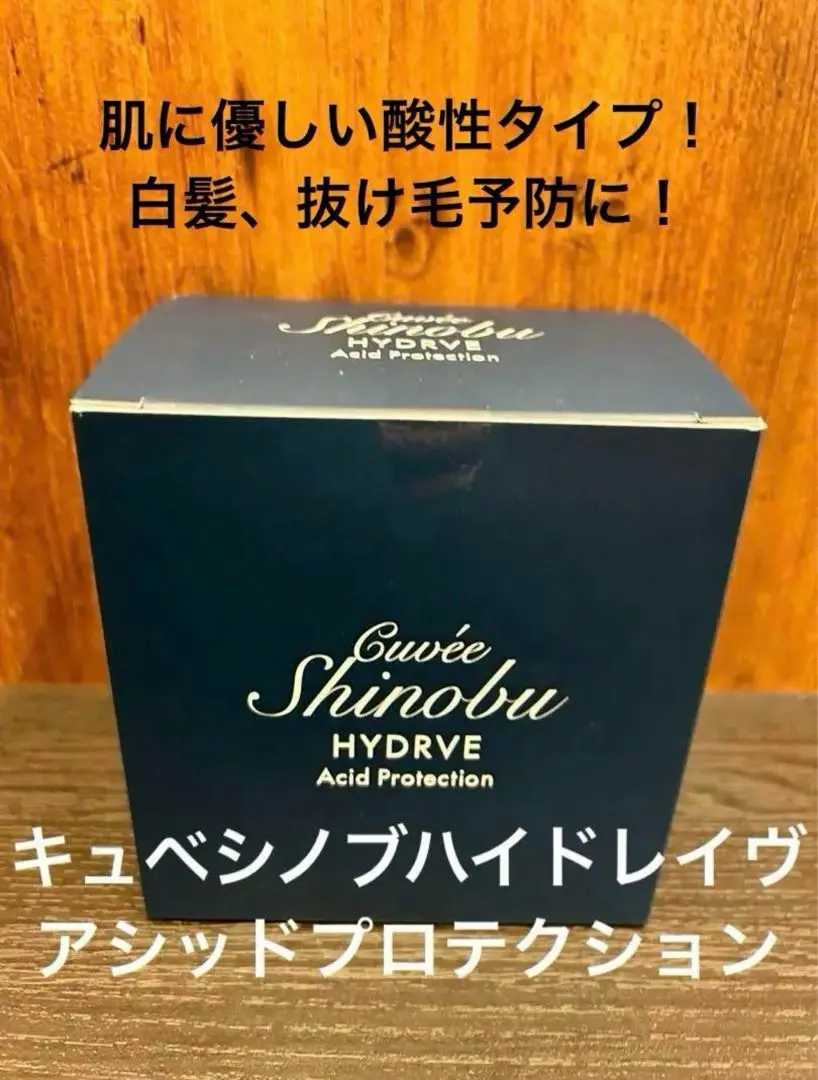 肌に優しい酸性タイプ！
白髪、抜け毛予防に！
Cuvée
Shinobu
HYDRVE
Acid Protection
Cuvée
Shinobu
HYDRVE
Acid Protection
キュベシノブハイドレイヴ
アシッドプロテクション